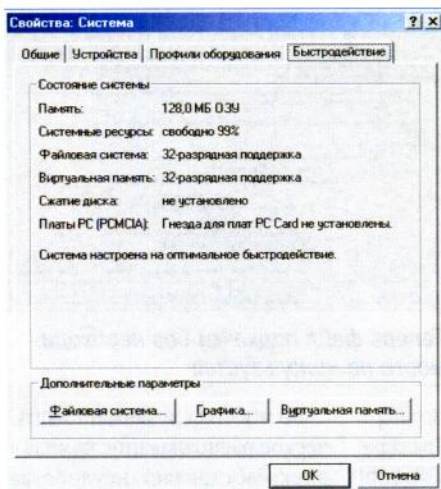 Свойства: Система
Общие Устройства Профили оборудования Быстродействие
Состояние системы
Память: 128,0 МБ ОЗУ
Системные ресурсы: свободно 99%
Файловая система: 32-разрядная поддержка
Виртуальная память: 32-разрядная поддержка
Сжатие диска: не установлено
Платы PC (PCMCIA): Гнезда для плат PC Card не установлены.
Система настроена на оптимальное быстродействие.
Дополнительные параметры
Файловая система... Графика... Виртуальная память...
OK Отмена